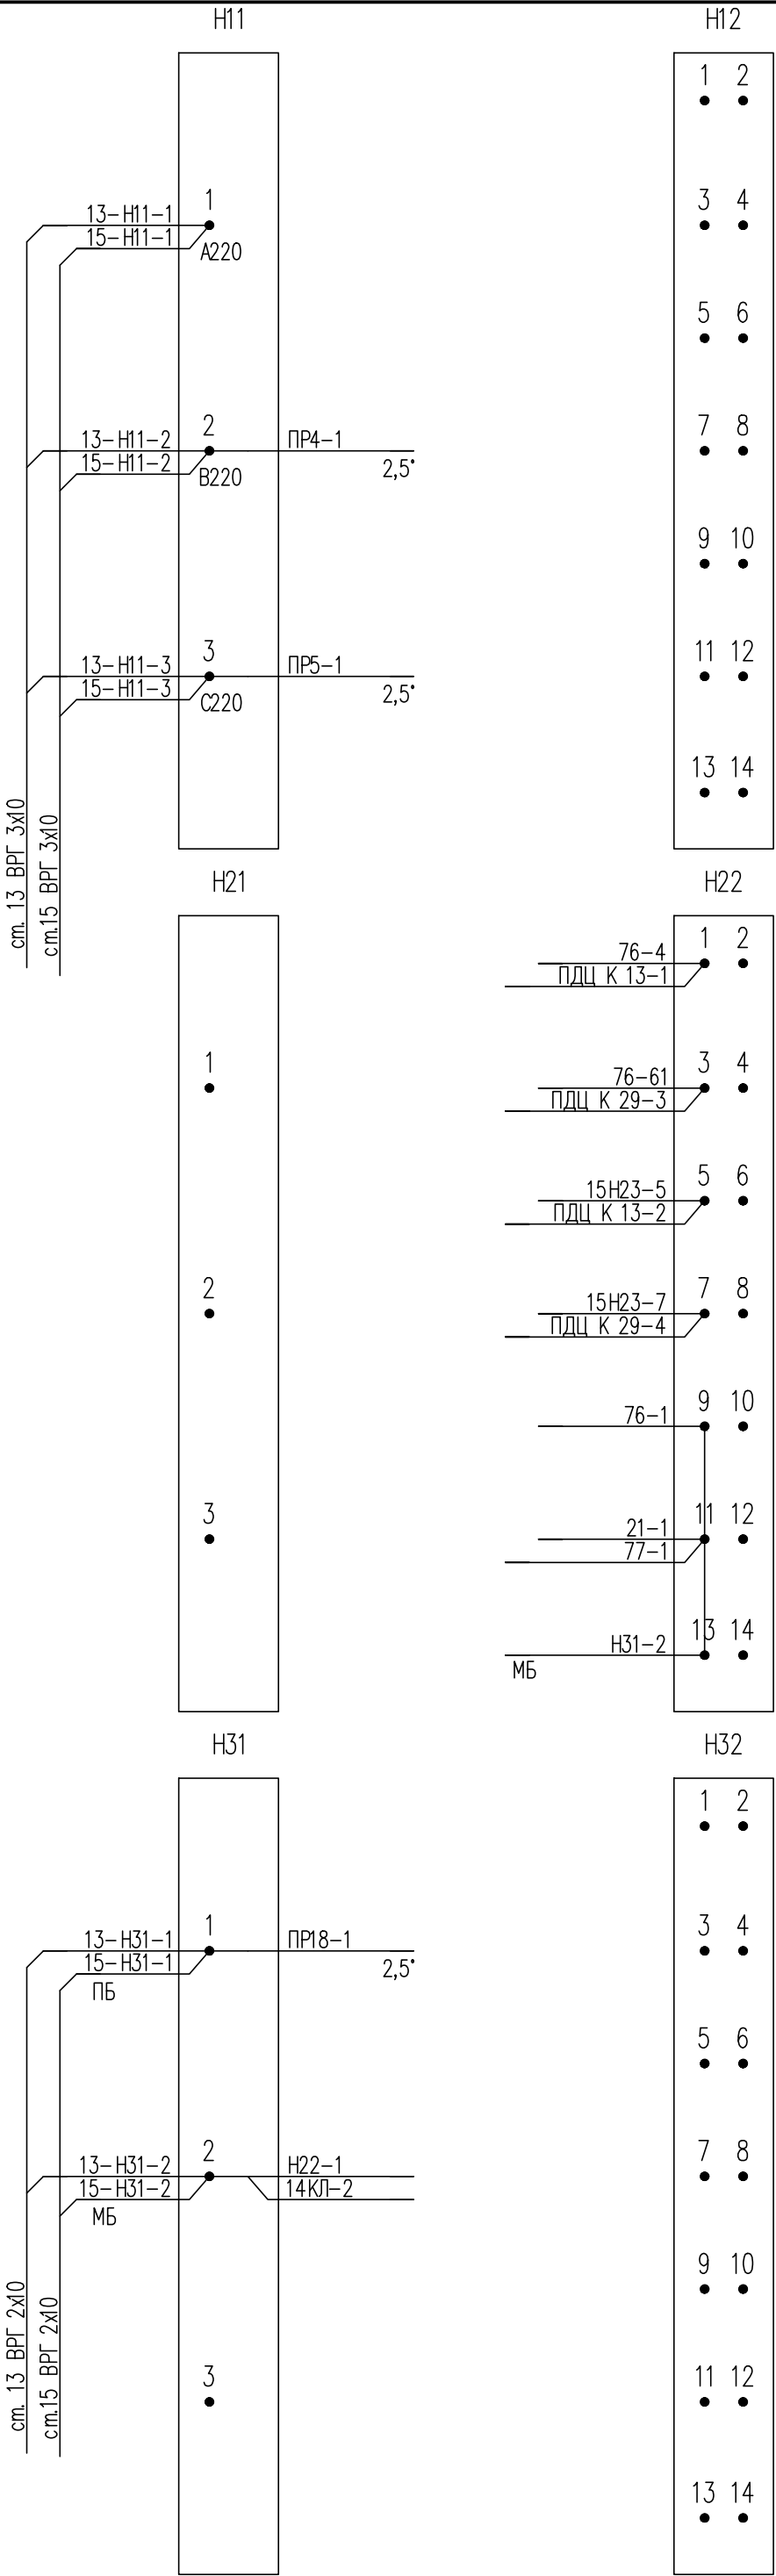 Н11
1
13-Н11-1
15-Н11-1
А220
2
13-Н11-2
15-Н11-2
В220
ПР4-1
2,5°
3
13-Н11-3
15-Н11-3
С220
ПР5-1
2,5°
ст. 13 ВРГ 3х10
ст.15 ВРГ 3х10
Н12
1 2
3 4
5 6
7 8
9 10
11 12
13 14
Н21
1
2
3
Н22
1 2
76-4
ПДЦ К 13-1
3 4
76-61
ПДЦ К 29-3
5 6
15Н23-5
ПДЦ К 13-2
7 8
15Н23-7
ПДЦ К 29-4
9 10
76-1
11 12
21-1
77-1
13 14
Н31-2
МБ
Н31
1
13-Н31-1
15-Н31-1
ПБ
ПР18-1
2,5°
2
13-Н31-2
15-Н31-2
МБ
Н22-1
14КЛ-2
3
ст. 13 ВРГ 2х10
ст.15 ВРГ 2х10
Н32
1 2
3 4
5 6
7 8
9 10
11 12
13 14